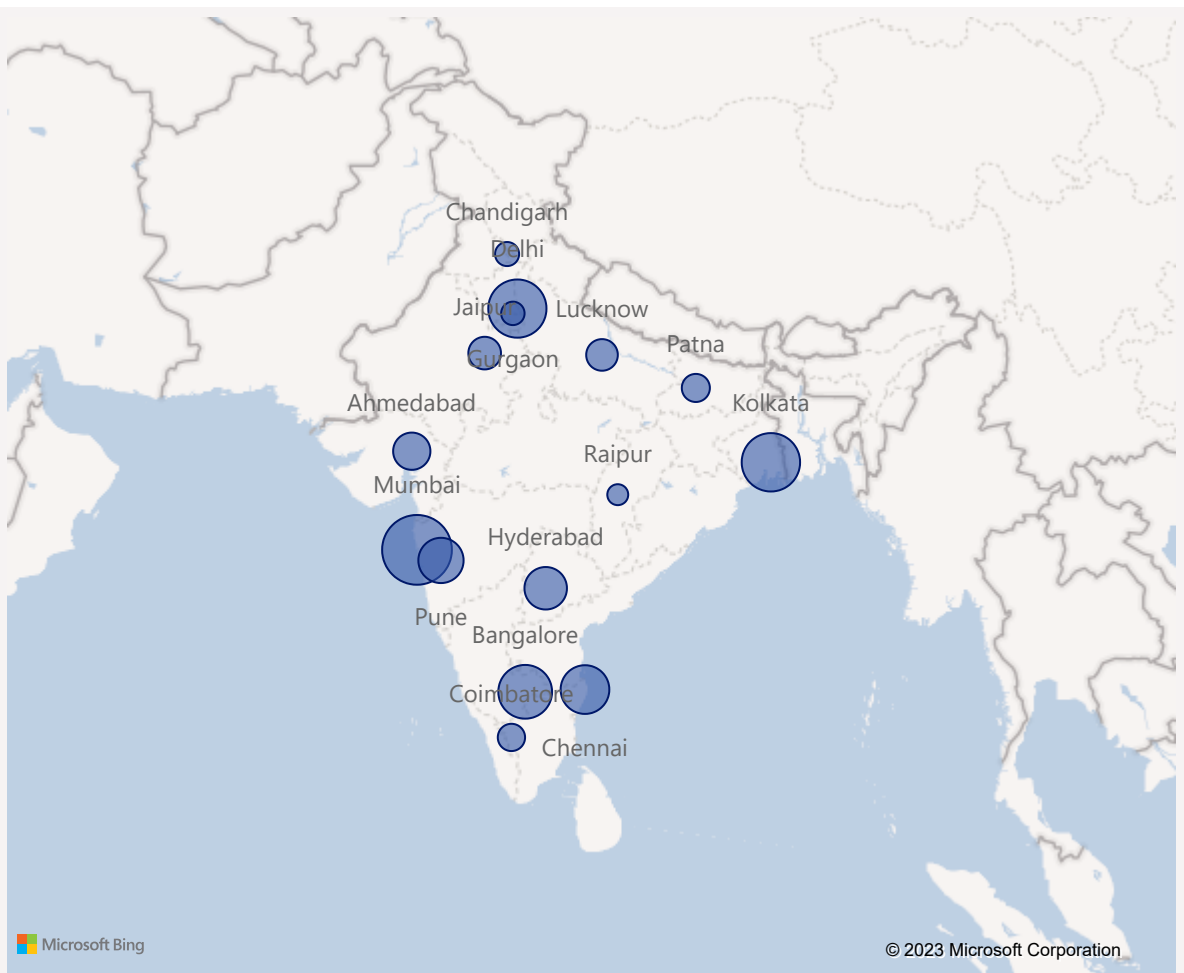 Chandigarh
Delhi
Jaipur
Lucknow
Gurgaon
Patna
Ahmedabad
Kolkata
Raipur
Mumbai
Hyderabad
Pune
Bangalore
Coimbatore
Chennai
Microsoft Bing
© 2023 Microsoft Corporation